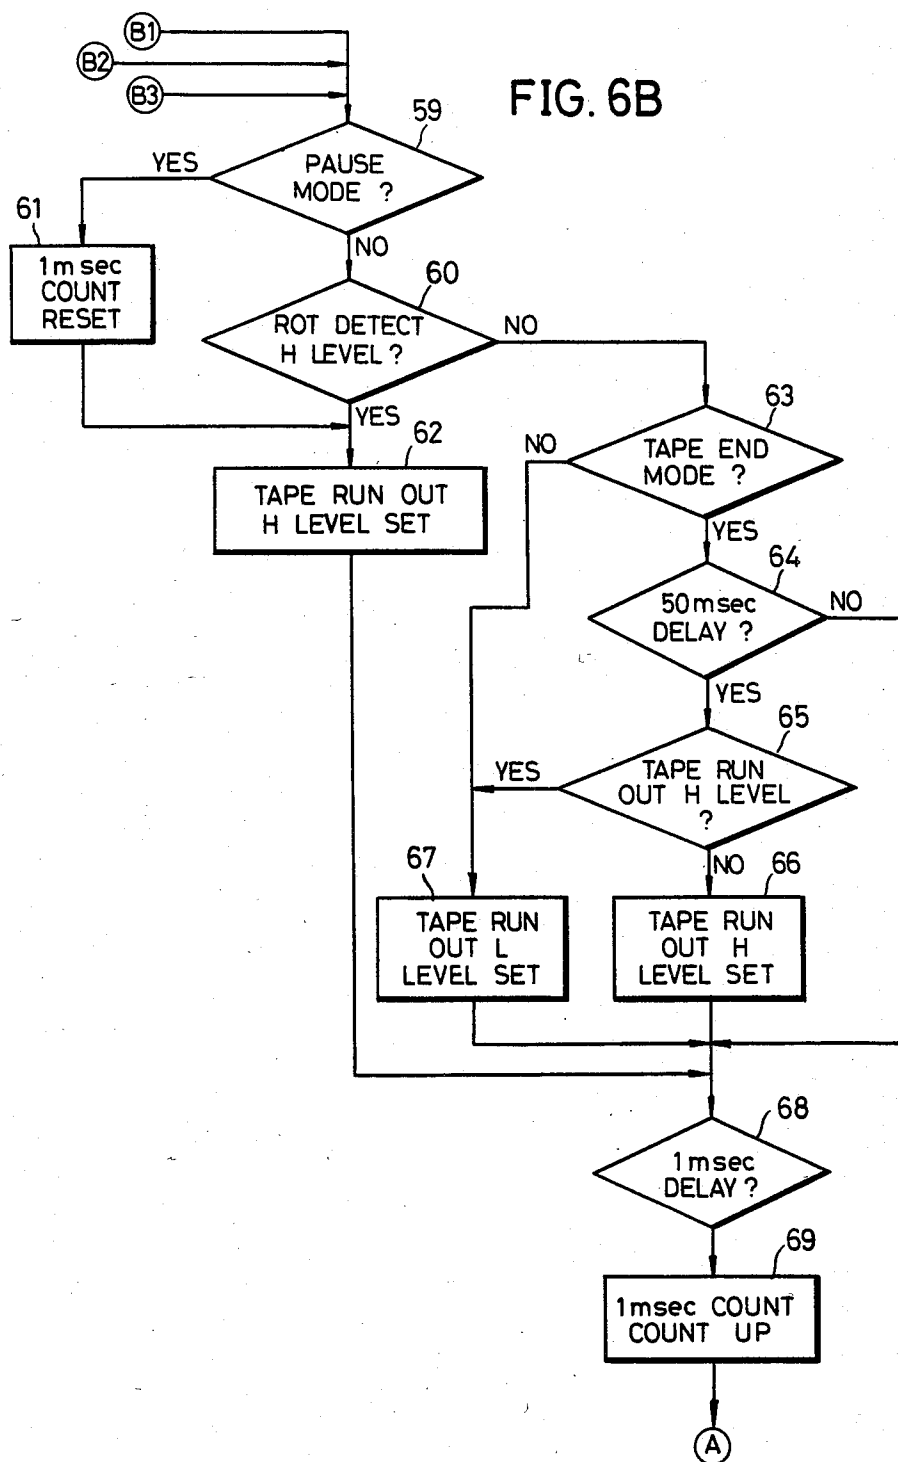 B1
B2
B3
FIG. 6B
59
PAUSE
MODE ?
YES
NO
61
1m sec
COUNT
RESET
60
ROT DETECT
H LEVEL ?
NO
YES
62
TAPE RUN OUT
H LEVEL SET
63
TAPE END
MODE ?
NO
YES
64
50msec
DELAY ?
NO
YES
65
TAPE RUN
OUT H LEVEL
?
YES
NO
67
TAPE RUN
OUT L
LEVEL SET
66
TAPE RUN
OUT H
LEVEL SET
68
1msec
DELAY ?
69
1msec COUNT
COUNT UP
A